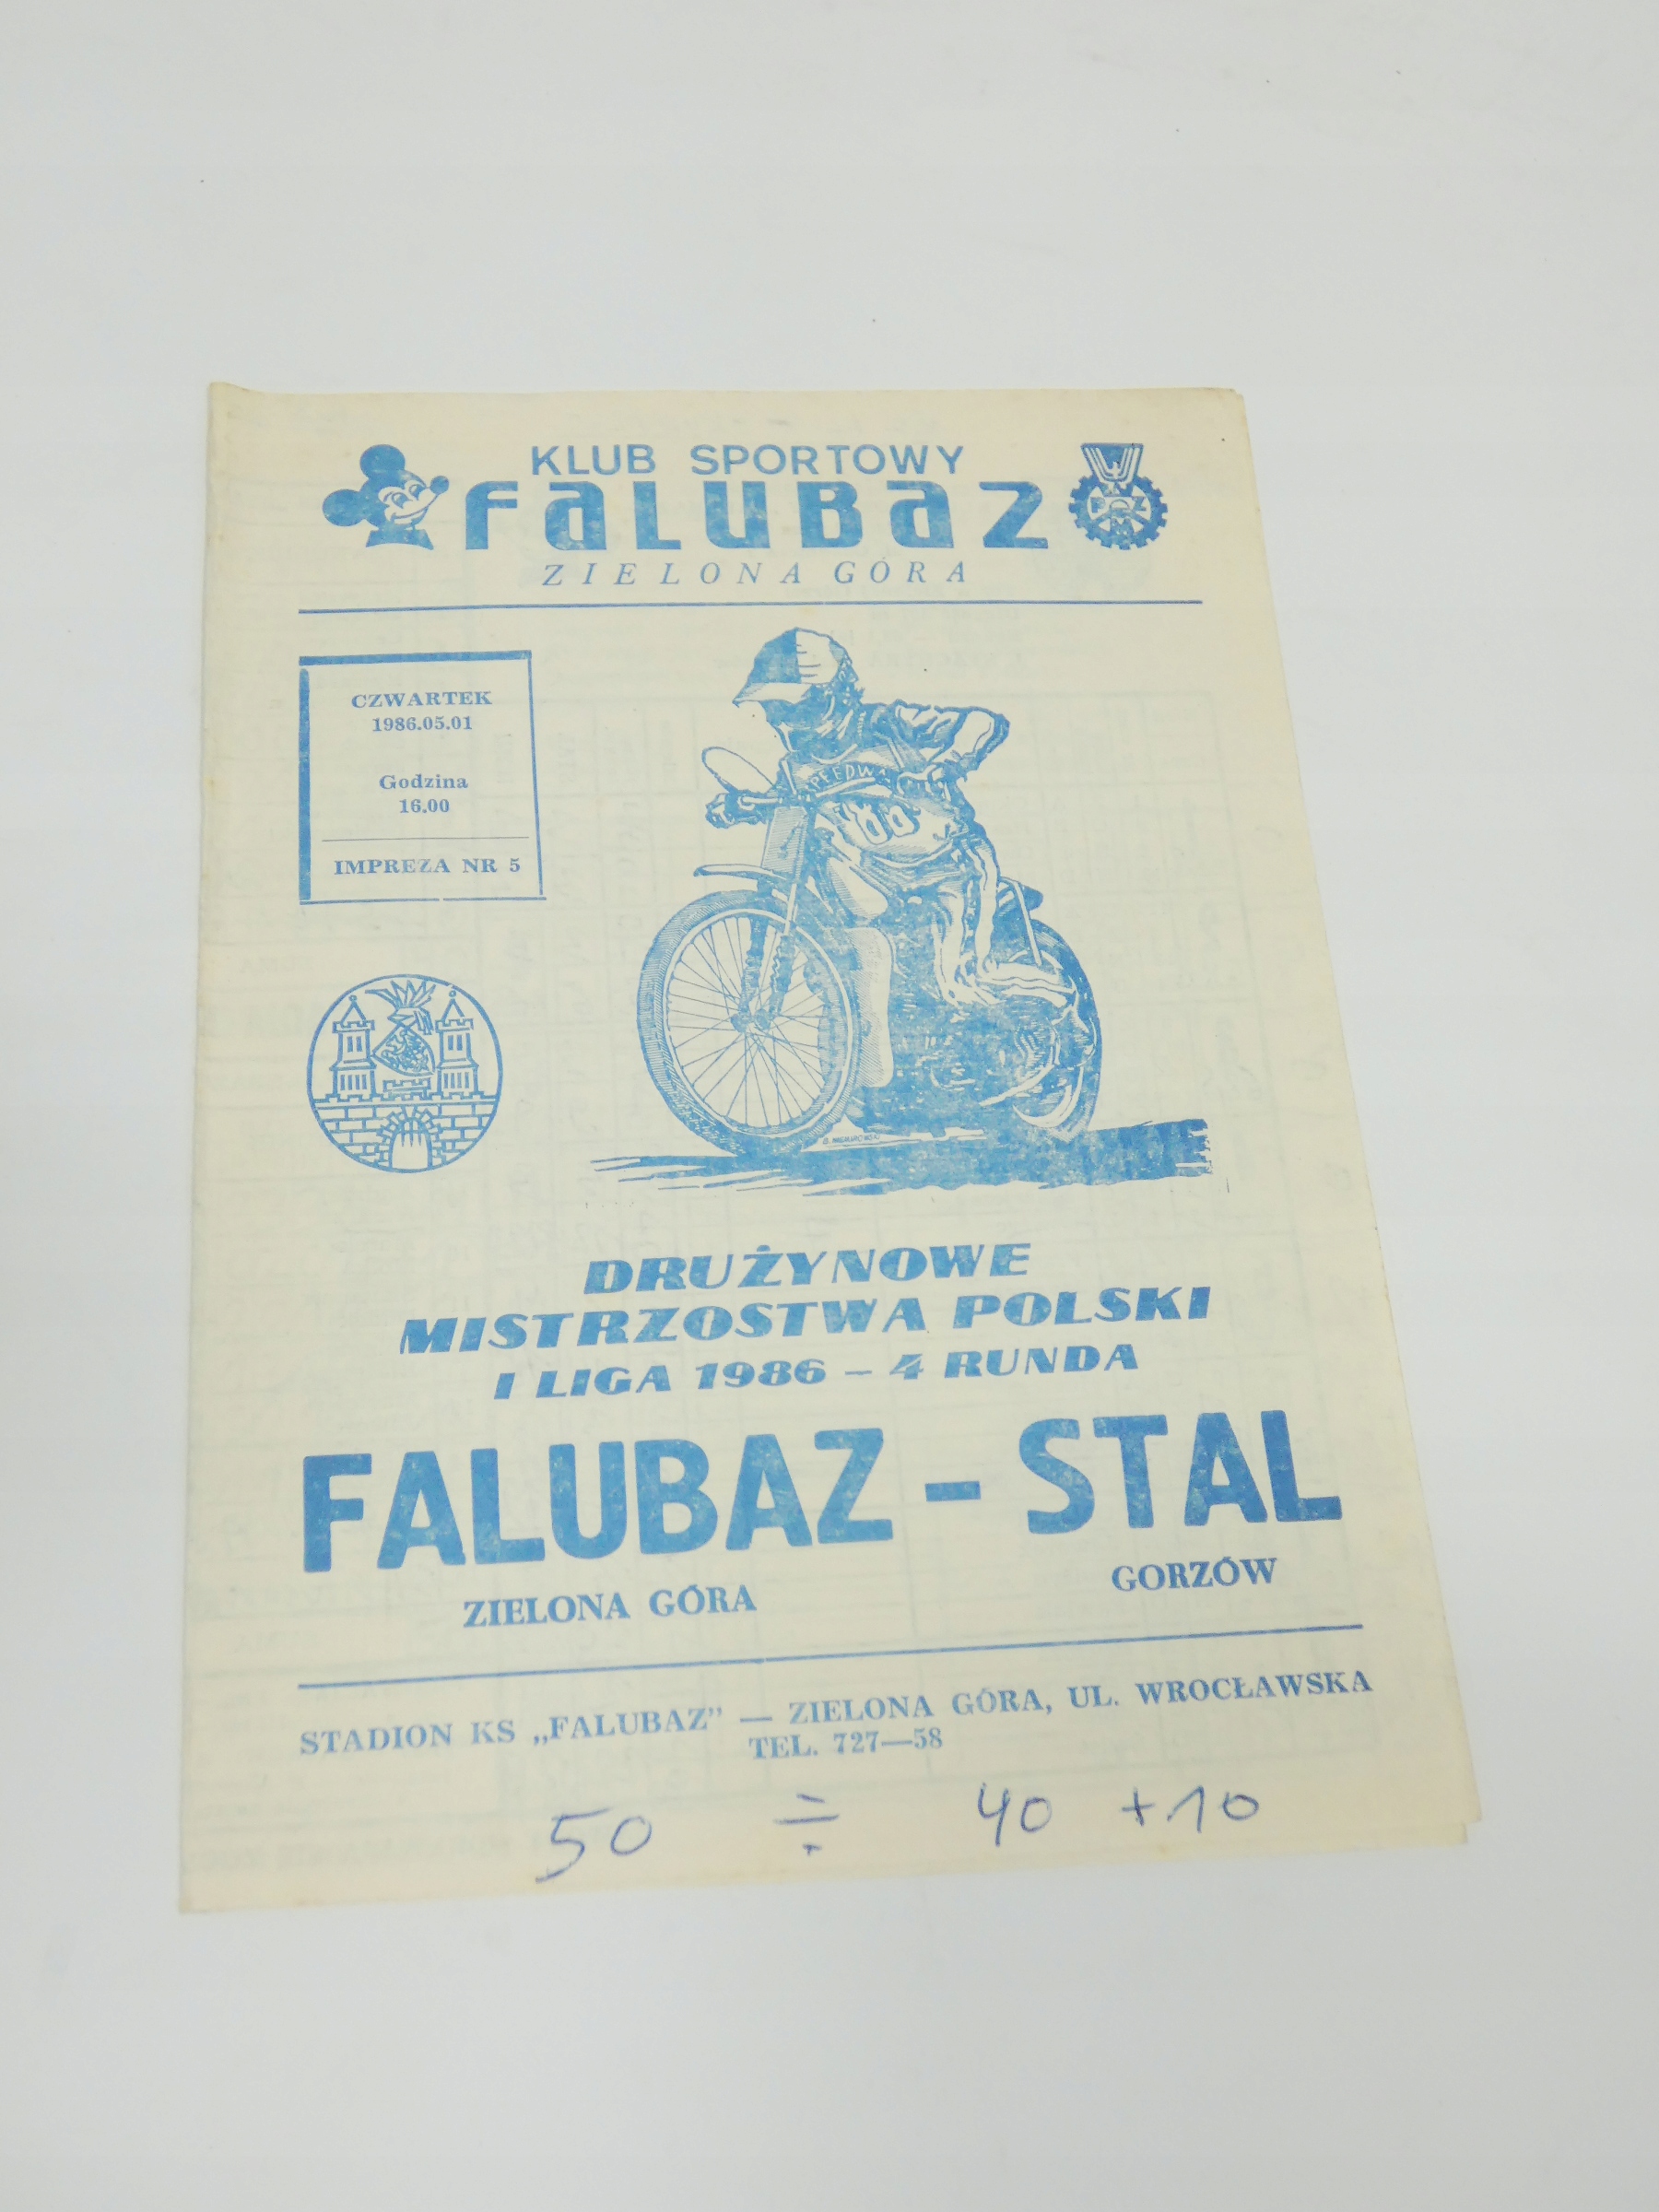 KLUB SPORTOWY
FALUBAZ
ZIELONA GÓRA
PZM
CZWARTEK
1986.05.01
Godzina
16.00
IMPREZA NR 5
SPEEDWA
DRUŻYNOWE
MISTRZOSTWA POLSKI
I LIGA 1986 – 4 RUNDA
FALUBAZ – STAL
ZIELONA GÓRA
GORZÓW
STADION KS „FALUBAZ” — ZIELONA GÓRA, UL. WROCŁAWSKA
TEL. 727—58
50 ÷ 40 +10